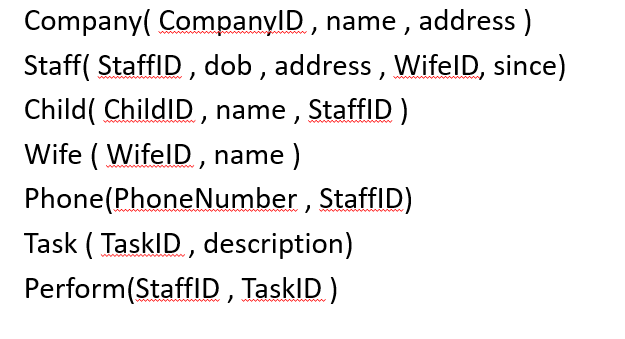 Company( CompanyID , name , address )
Staff( StaffID , dob , address , WifeID, since)
Child( ChildID , name , StaffID )
Wife ( WifeID , name )
Phone(PhoneNumber , StaffID)
Task ( TaskID , description)
Perform(StaffID , TaskID )